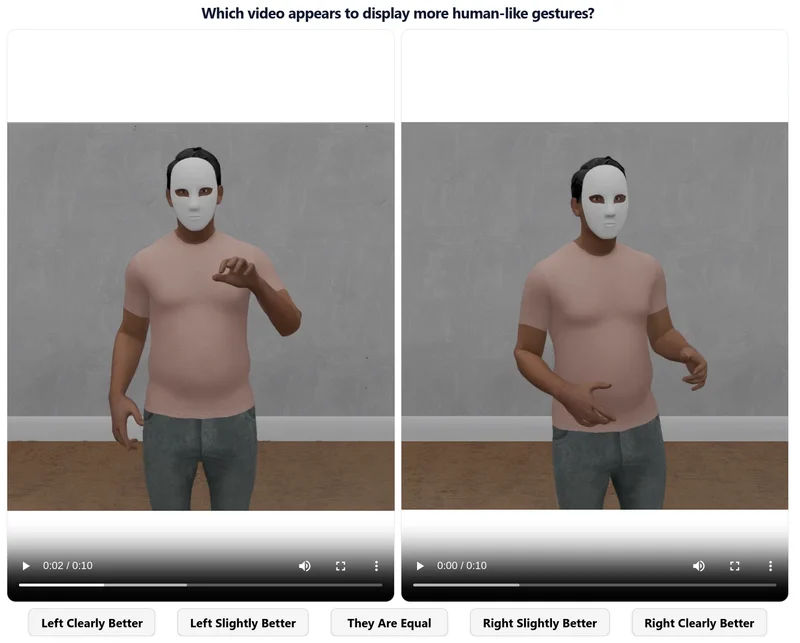 Which video appears to display more human-like gestures?
0:02 / 0:10
0:00 / 0:10
Left Clearly Better
Left Slightly Better
They Are Equal
Right Slightly Better
Right Clearly Better